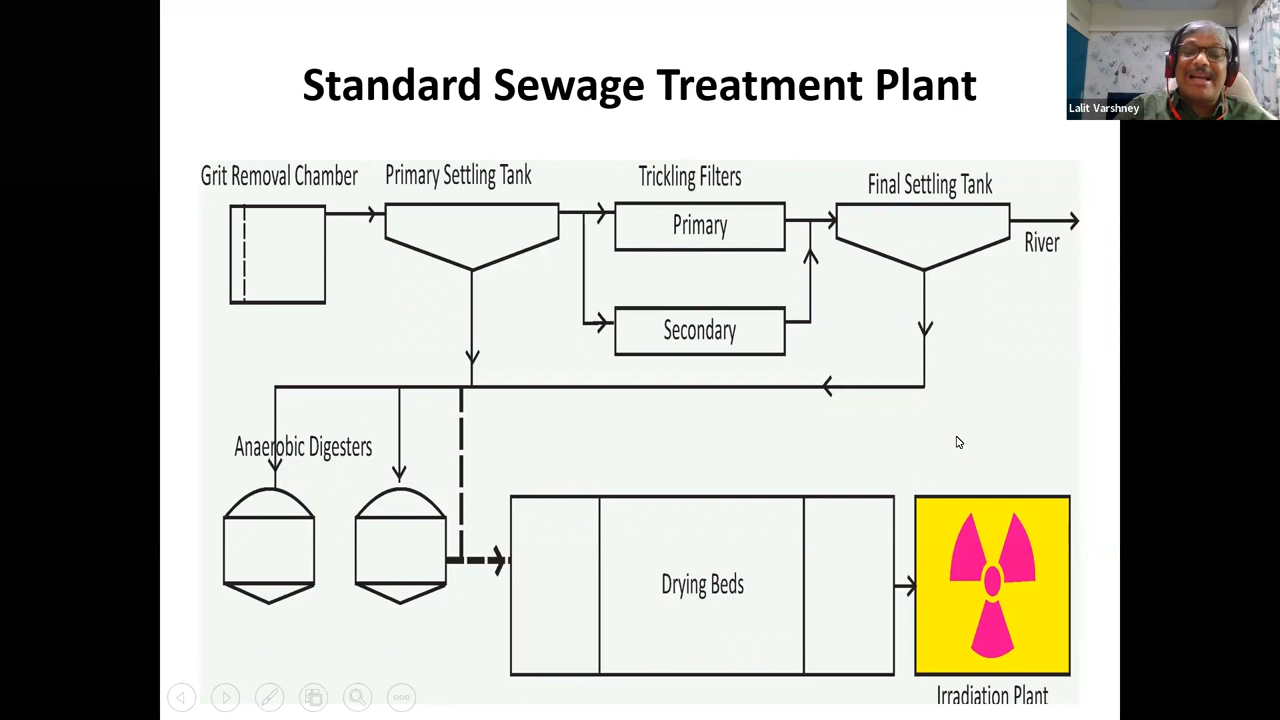 Standard Sewage Treatment Plant
Lalit Varshney
Grit Removal Chamber
Primary Settling Tank
Trickling Filters
Final Settling Tank
Primary
River
Secondary
Anaerobic Digesters
Drying Beds
Irradiation Plant